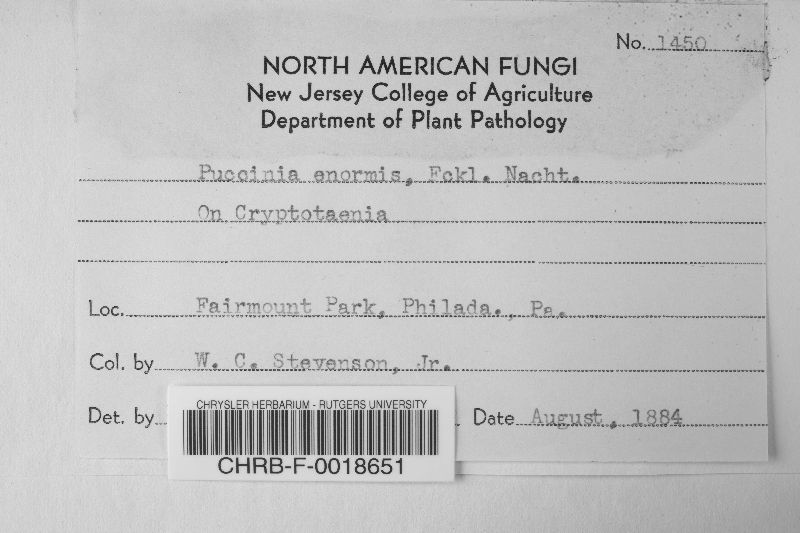 No. 1450
NORTH AMERICAN FUNGI
New Jersey College of Agriculture
Department of Plant Pathology
Puccinia enormis, Fckl. Nacht.
On Cryptotaenia
Loc. Fairmount Park, Philada., Pa.
Col. by W. C. Stevenson, Jr.
Det. by Date August, 1884
CHRYSLER HERBARIUM - RUTGERS UNIVERSITY
CHRB-F-0018651